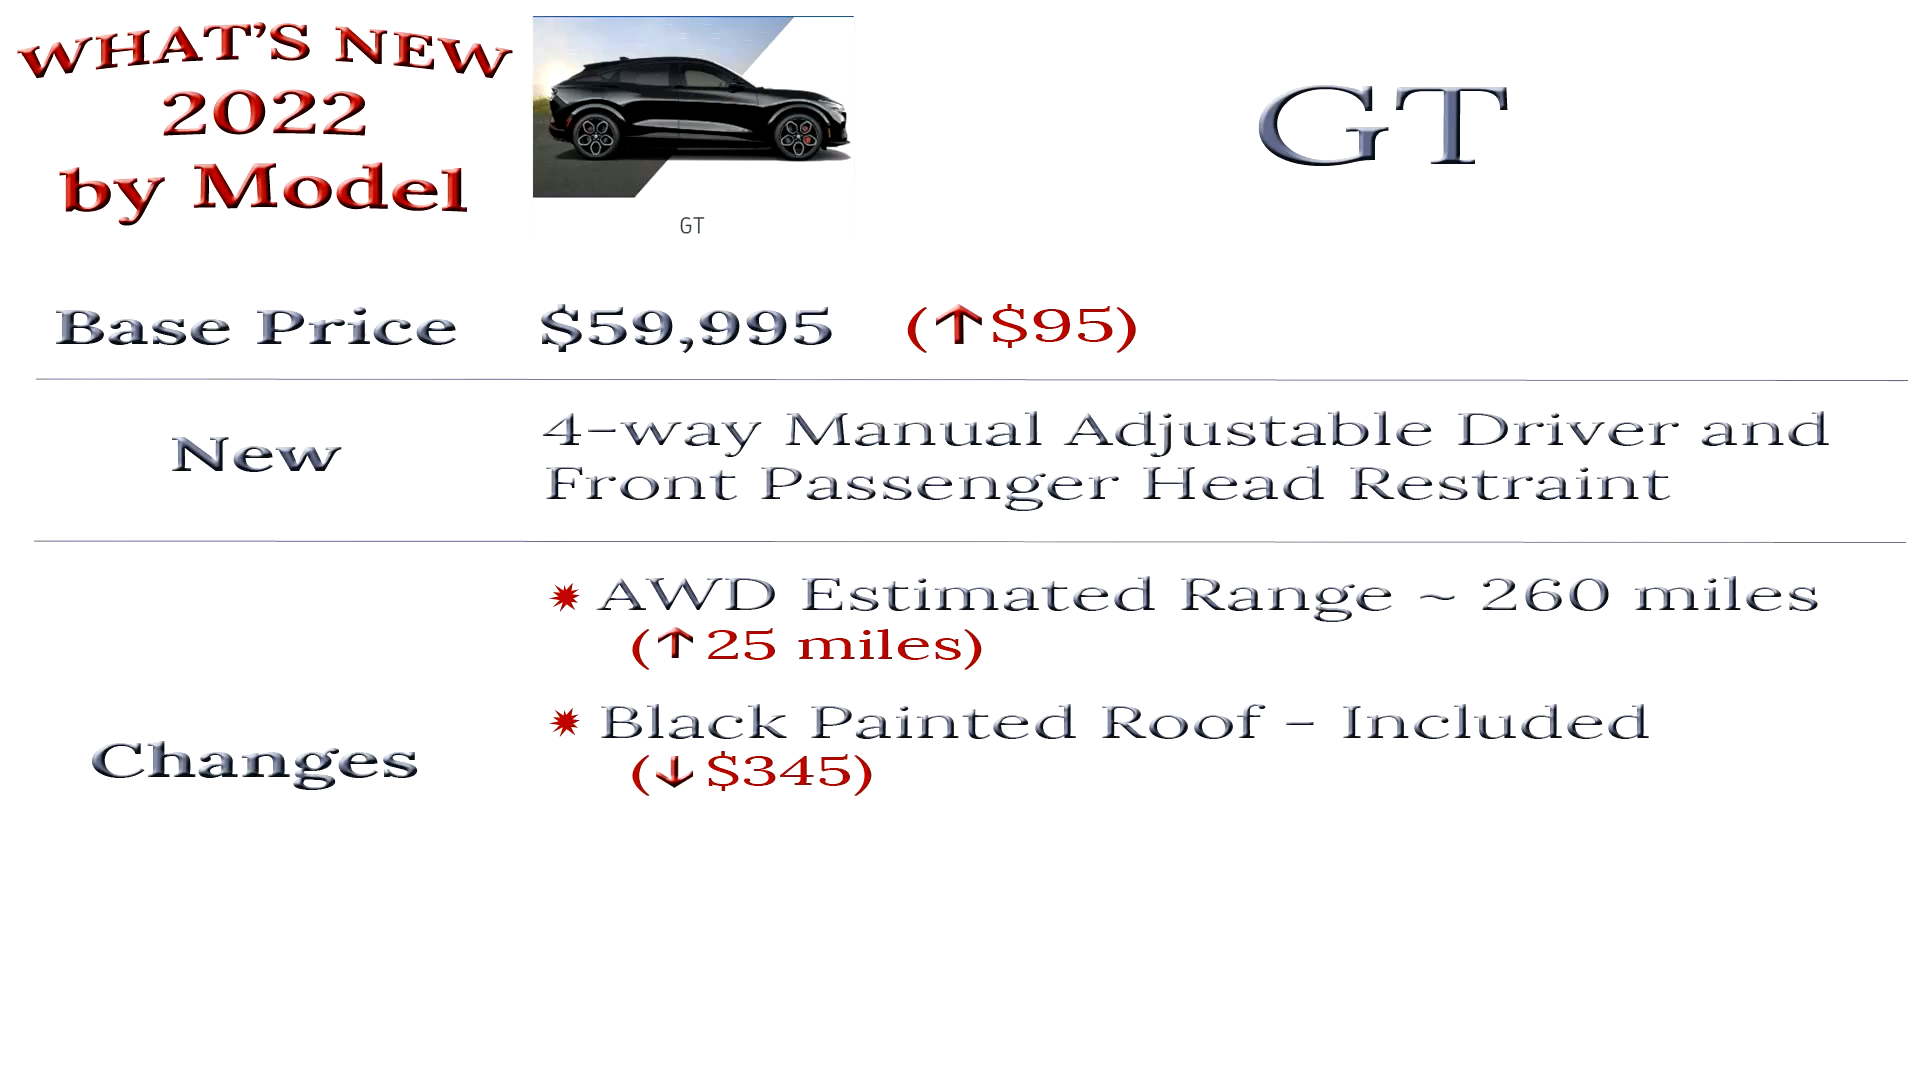 WHAT'S NEW
2022
by Model
GT
GT
Base Price $59,995 (↑$95)
New
4-way Manual Adjustable Driver and
Front Passenger Head Restraint
Changes
AWD Estimated Range ~ 260 miles
(↑25 miles)
Black Painted Roof - Included
(↓$345)